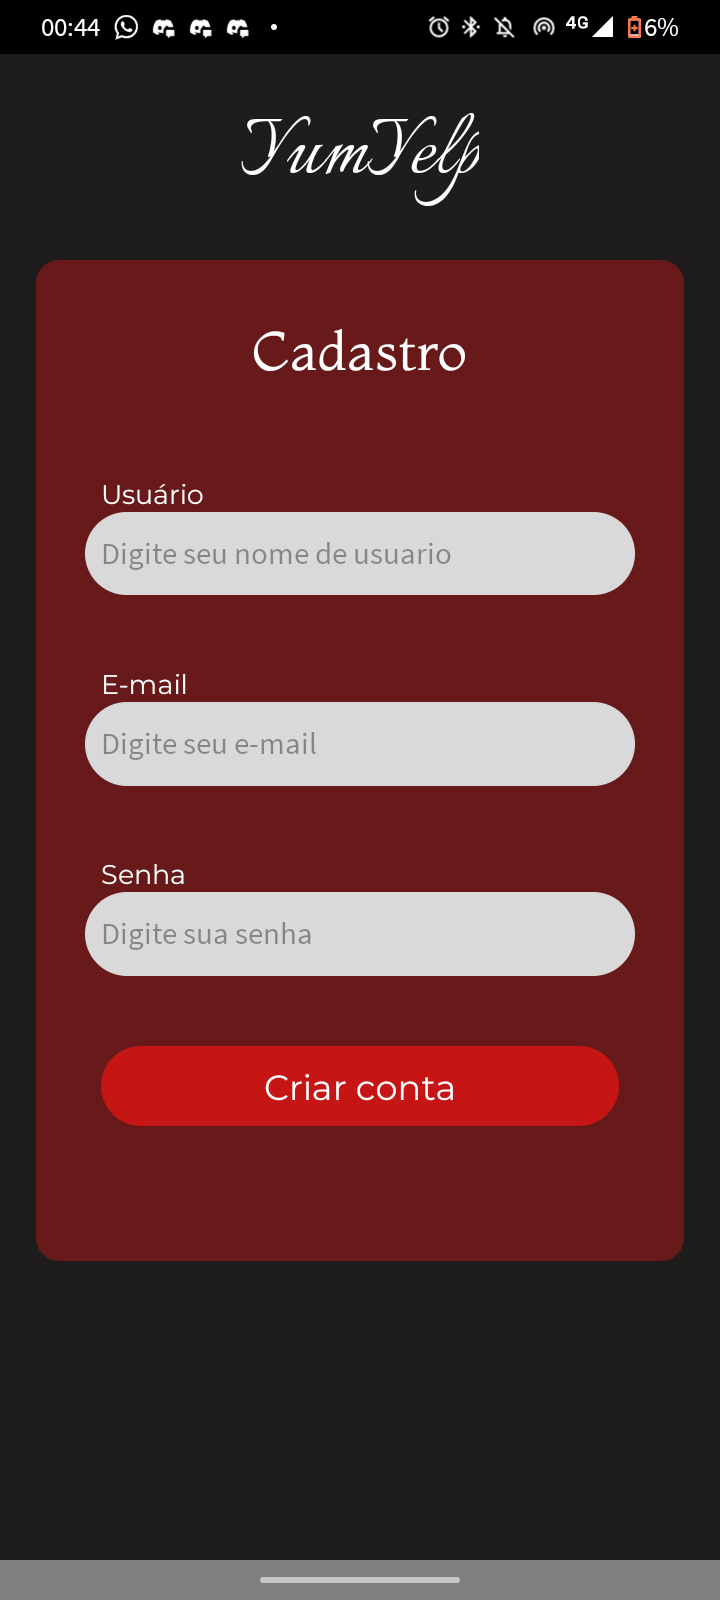 00:44 4G 6%
YumYelp
Cadastro
Usuário
Digite seu nome de usuario
E-mail
Digite seu e-mail
Senha
Digite sua senha
Criar conta